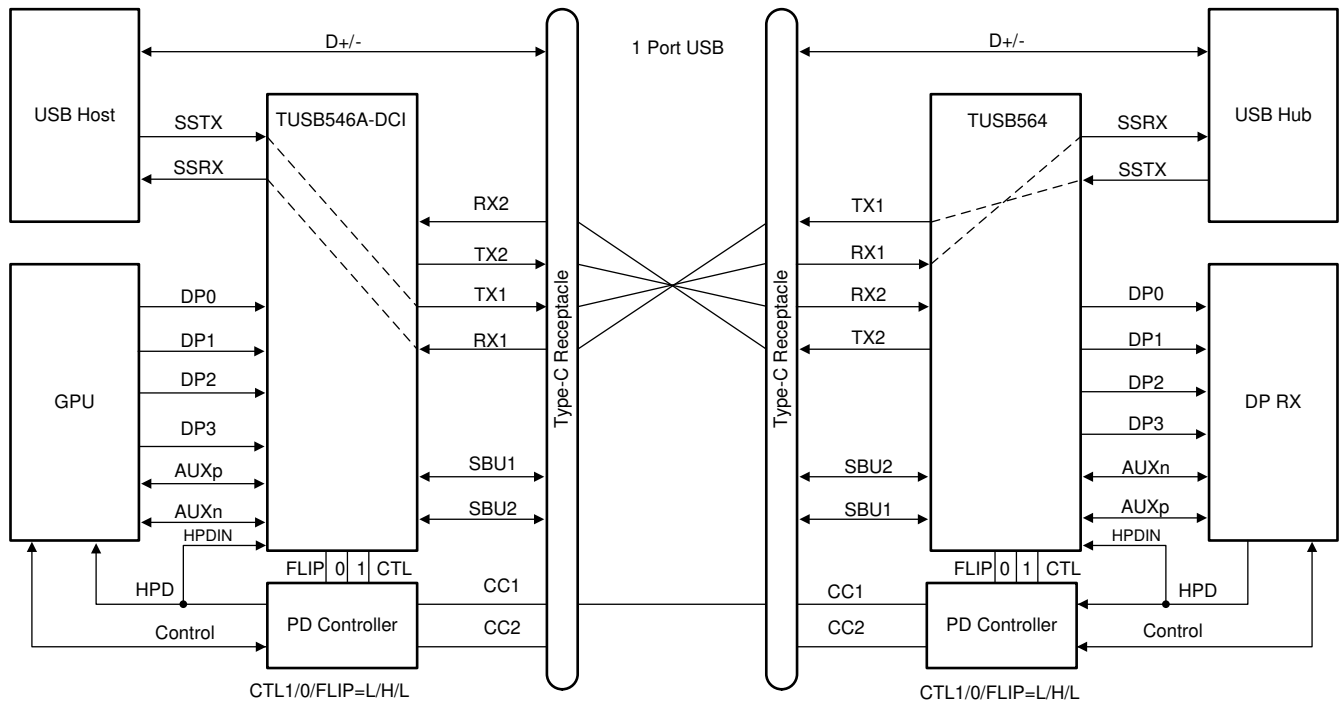 D+/-
1 Port USB
D+/-
USB Host
TUSB546A-DCI
TUSB564
USB Hub
SSTX
SSRX
SSRX
SSTX
RX2
TX2
TX1
RX1
Type-C Receptacle
Type-C Receptacle
TX1
RX1
RX2
TX2
GPU
DP0
DP1
DP2
DP3
AUXp
AUXn
HPDIN
SBU1
SBU2
SBU2
SBU1
DP0
DP1
DP2
DP3
AUXn
AUXp
HPDIN
DP RX
FLIP 0 1 CTL
FLIP 0 1 CTL
HPD
Control
PD Controller
CC1
CC2
CC1
CC2
PD Controller
HPD
Control
CTL1/0/FLIP=L/H/L
CTL1/0/FLIP=L/H/L